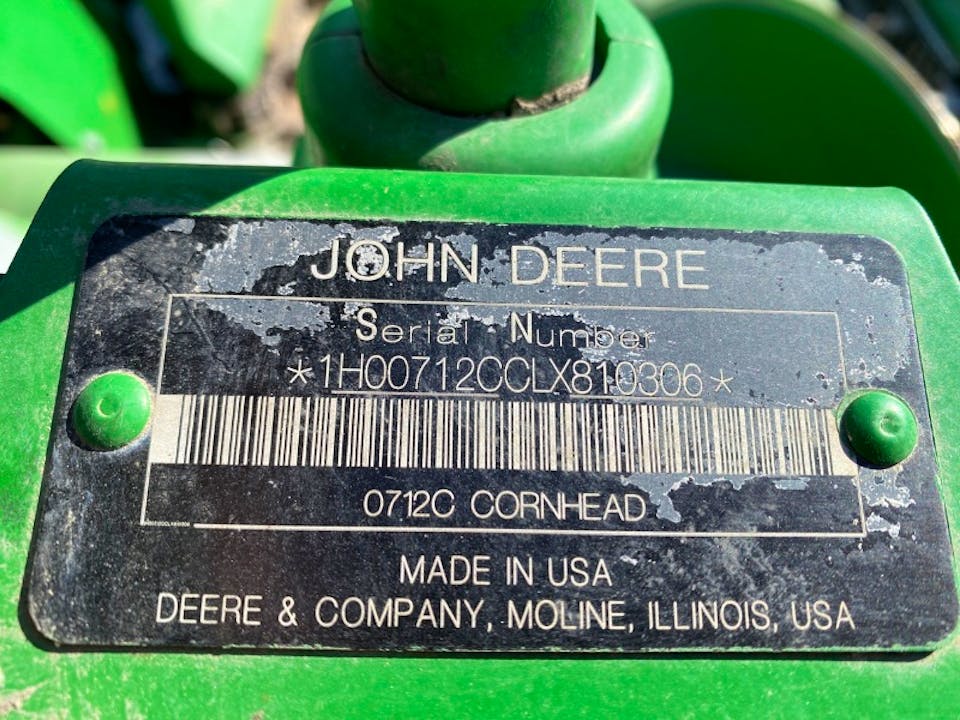 JOHN DEERE
Serial Number
*1H00712CCLX810306*
0712C CORNHEAD
MADE IN USA
DEERE & COMPANY, MOLINE, ILLINOIS, USA